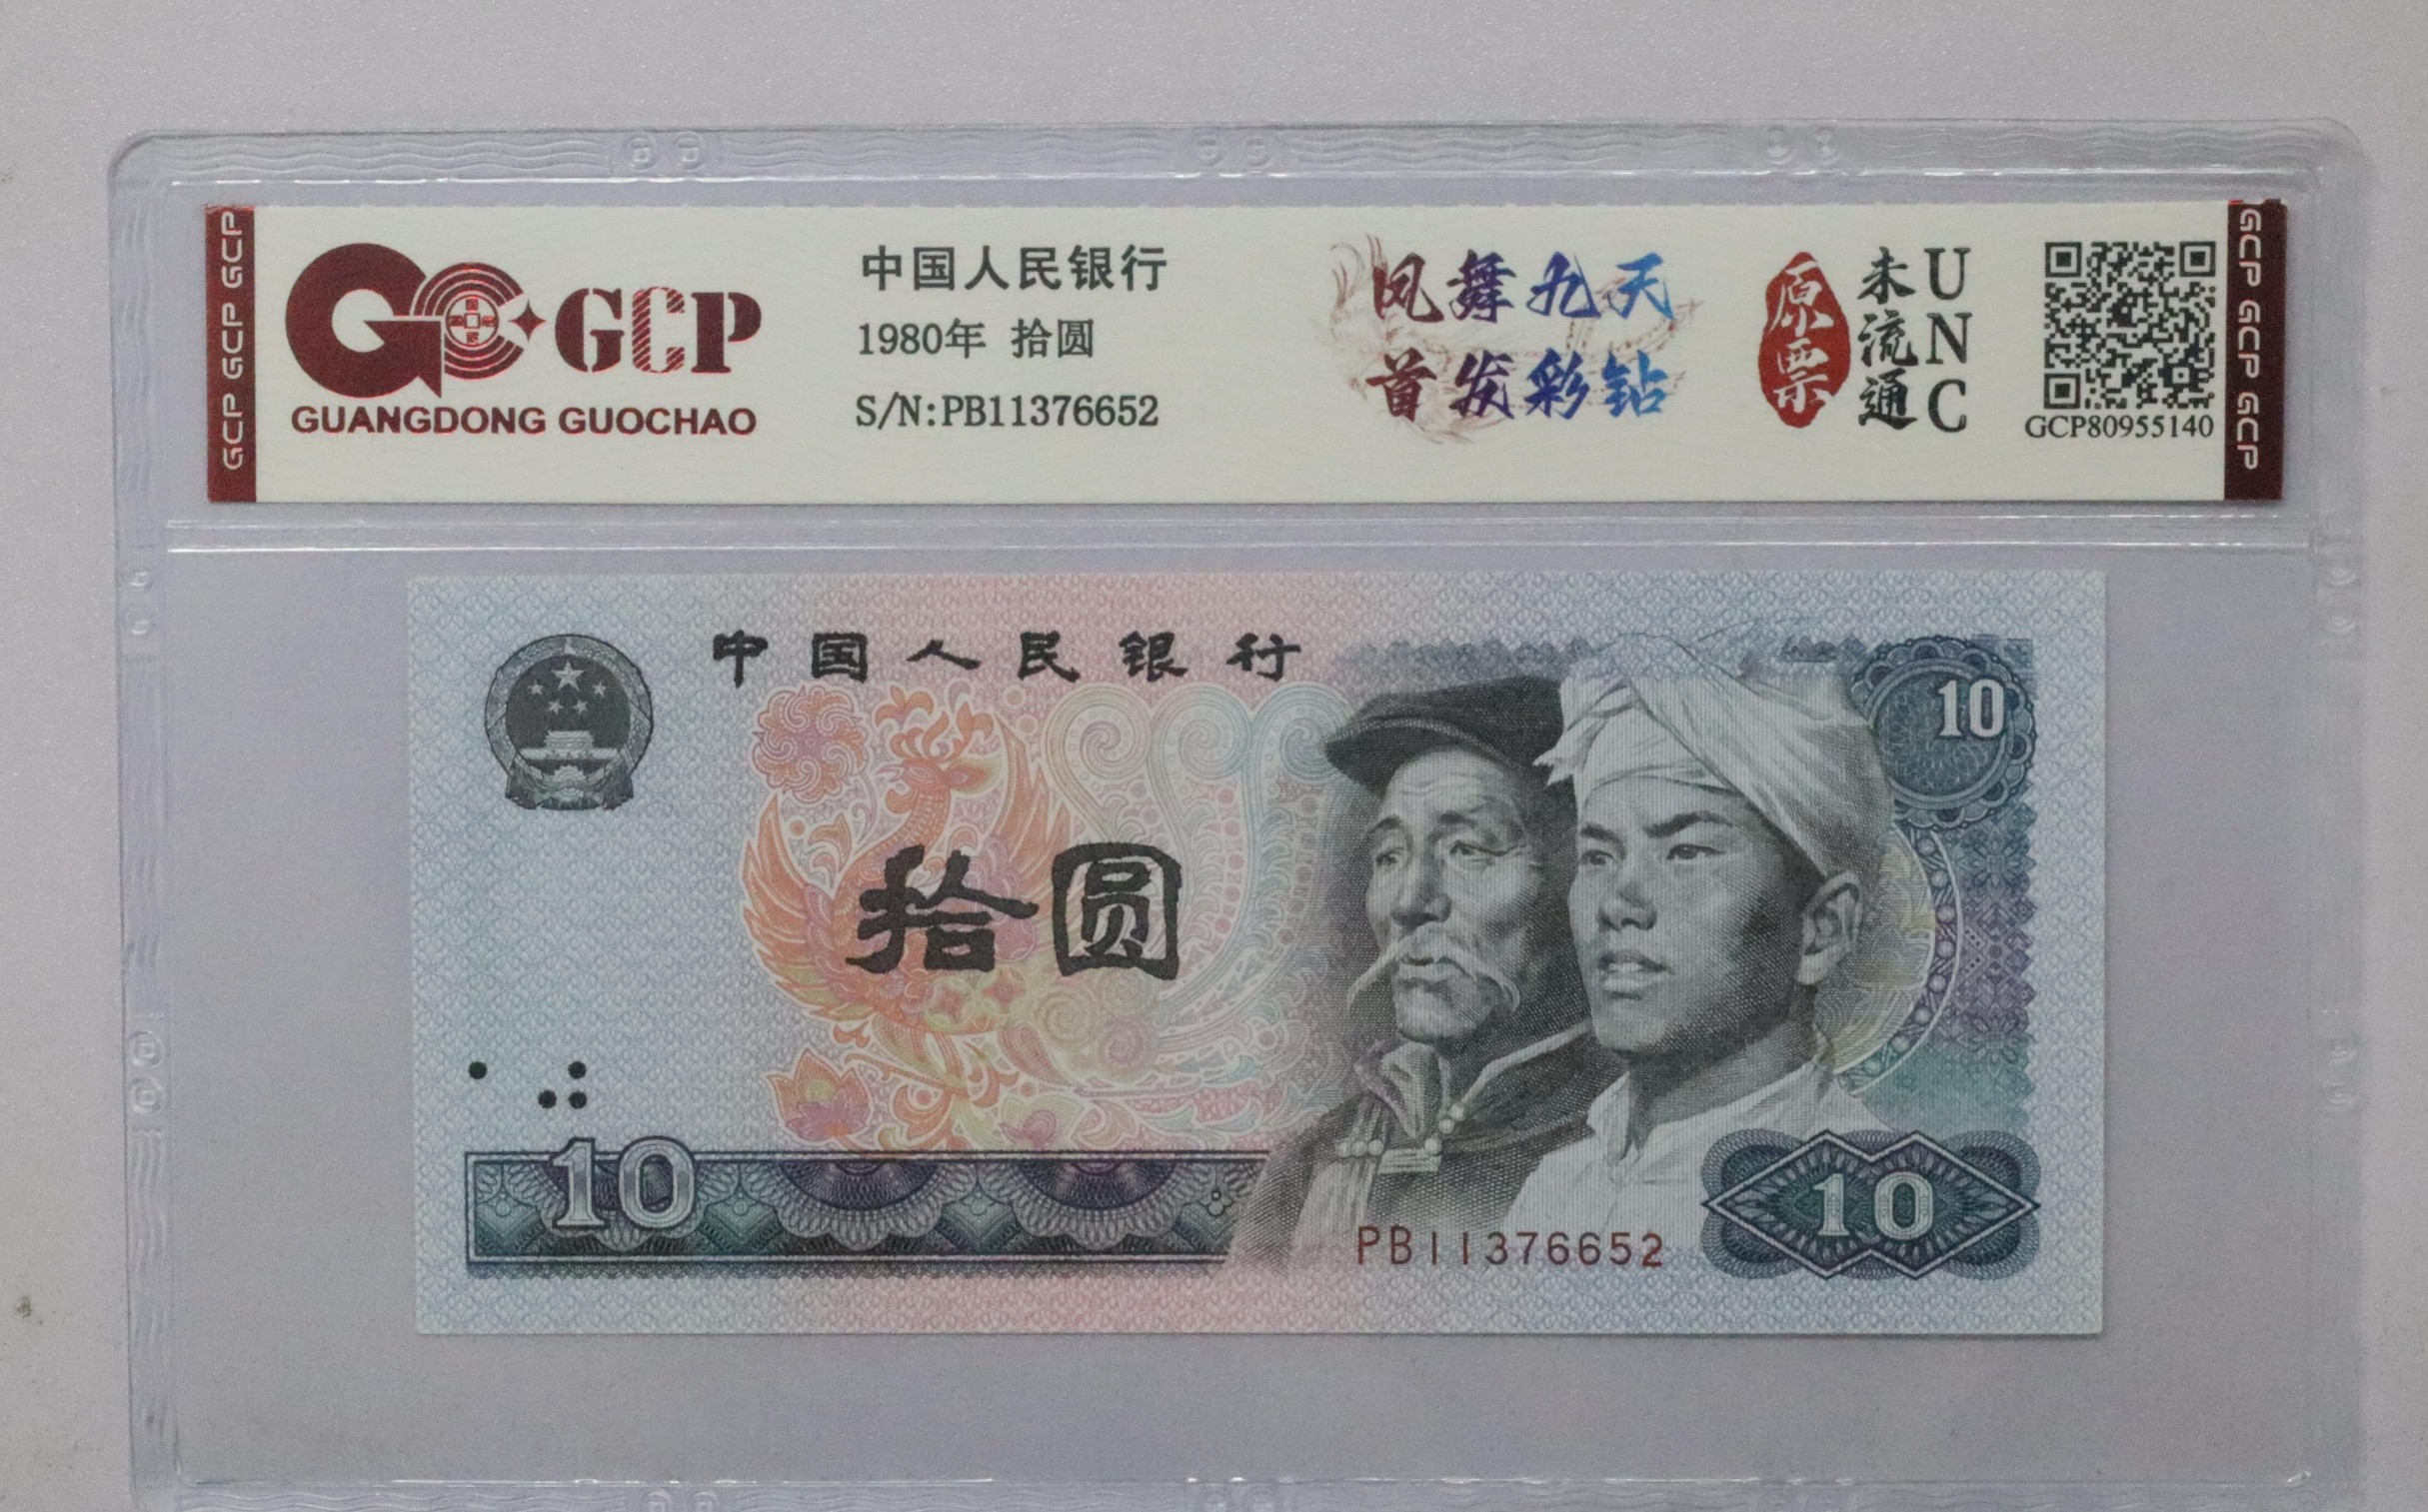 GCP GCP GCP
GCP
GUANGDONG GUOCHAO
中国人民银行
1980年 拾圆
S/N:PB11376652
凤舞九天
首发彩钻
原票
未流通
UNC
GCP80955140
GCP GCP GCP
中国人民银行
10
拾圆
10
PB11376652
10